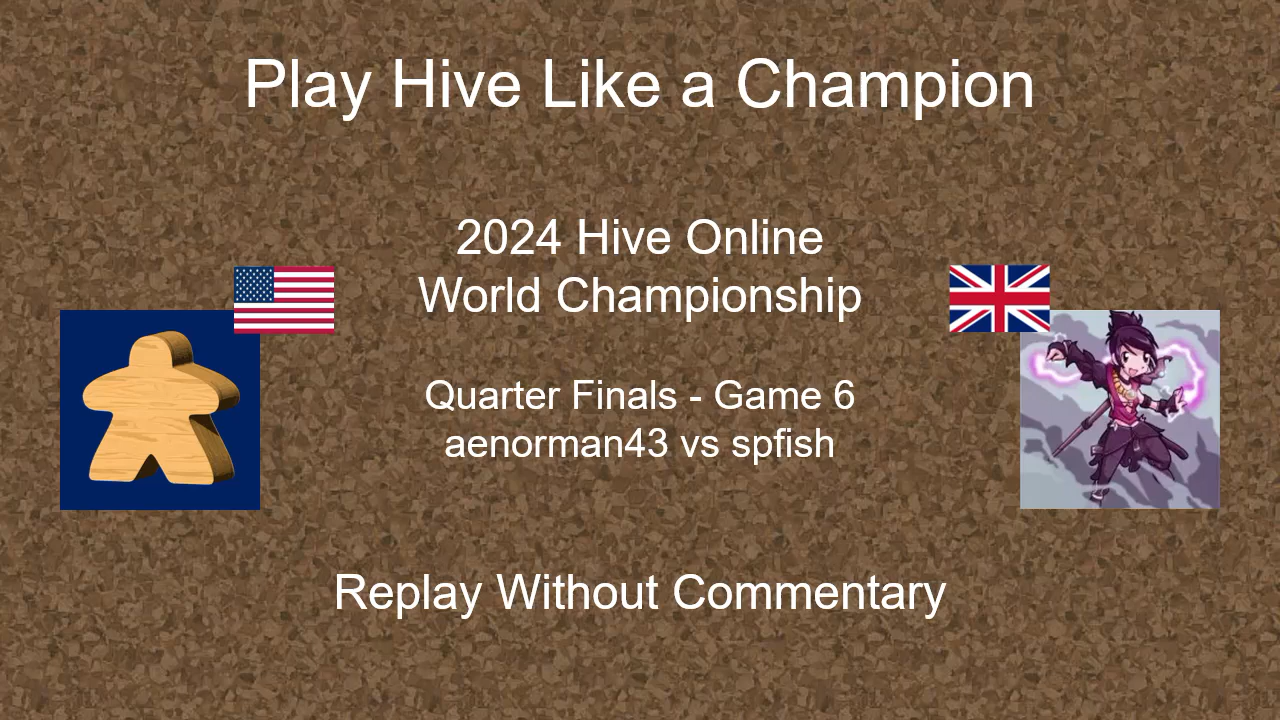 Play Hive Like a Champion
2024 Hive Online
World Championship
Quarter Finals - Game 6
aenorman43 vs spfish
Replay Without Commentary